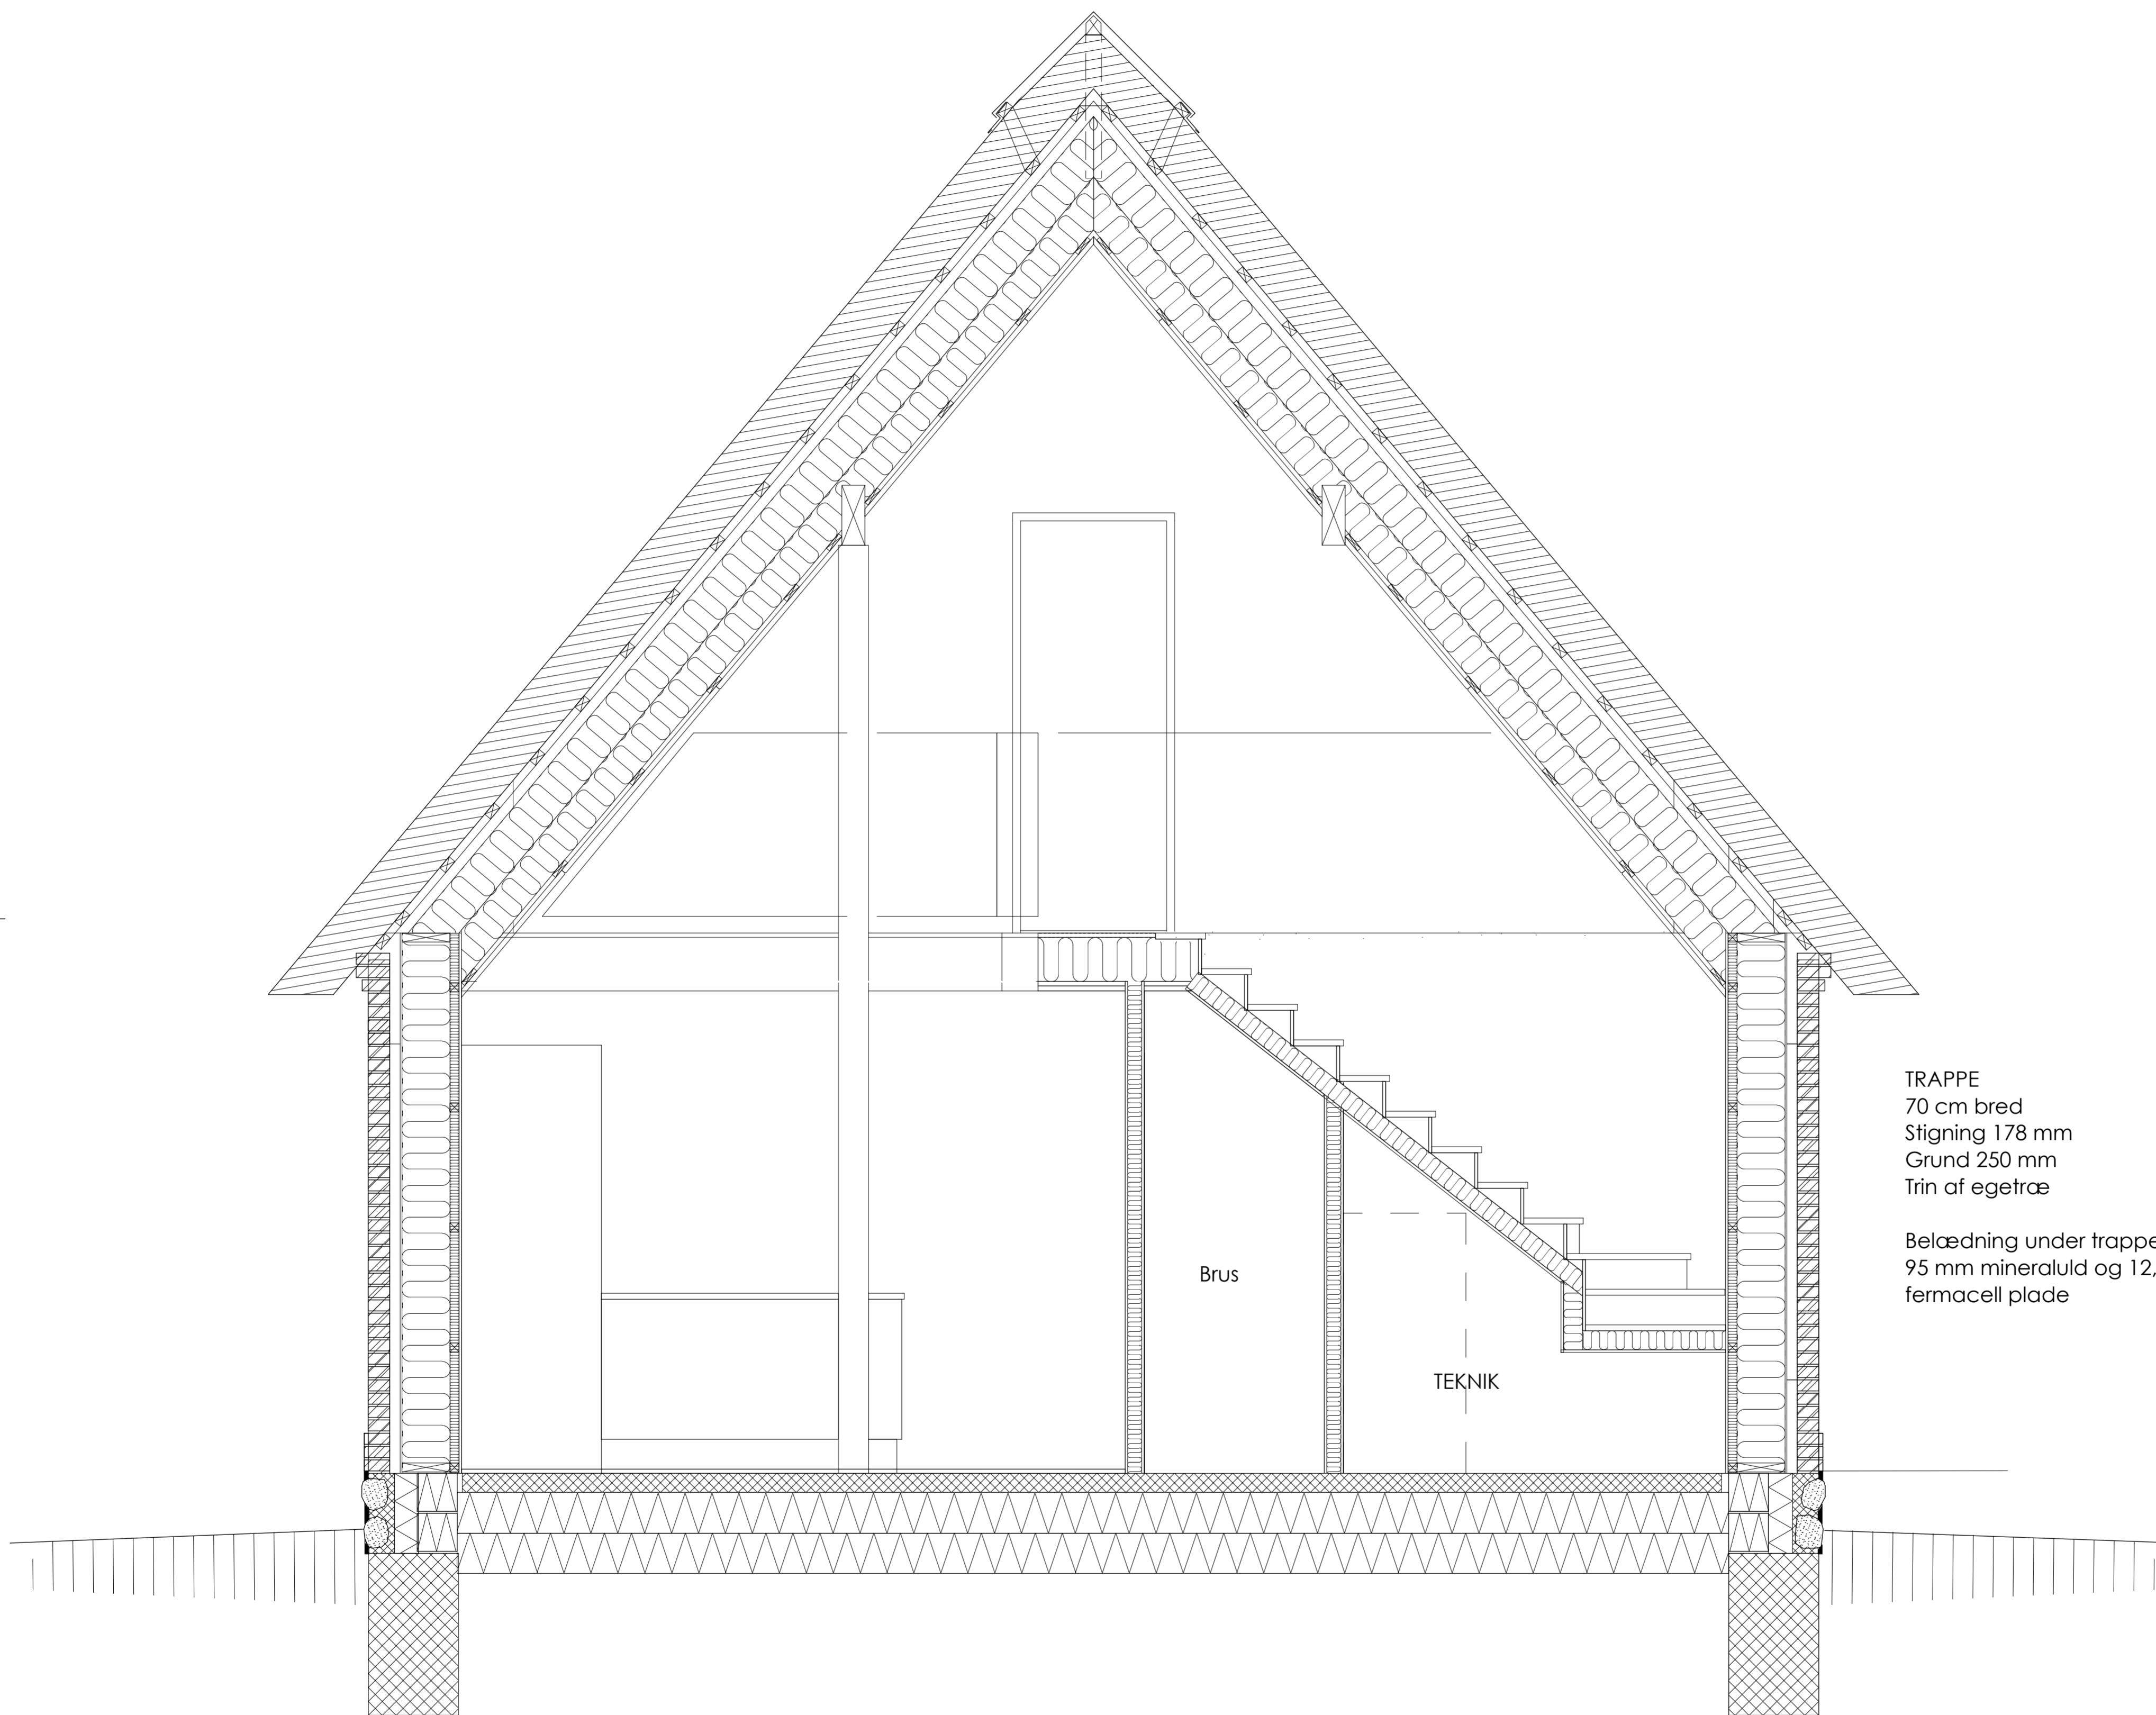 TRAPPE
70 cm bred
Stigning 178 mm
Grund 250 mm
Trin af egetræ
Belædning under trappe
95 mm mineraluld og 12,
fermacell plade
Brus
TEKNIK